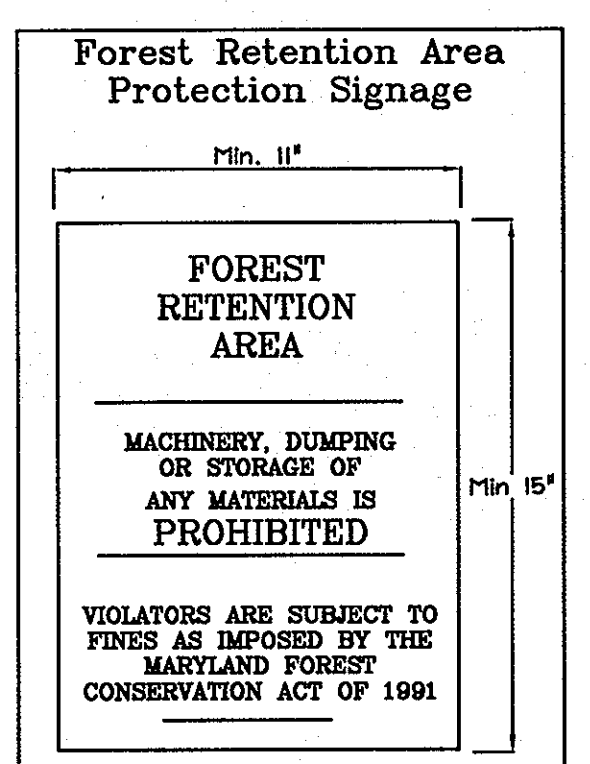 Forest Retention Area
Protection Signage
Min. 11"
FOREST
RETENTION
AREA
MACHINERY, DUMPING
OR STORAGE OF
ANY MATERIALS IS
PROHIBITED
Min 15"
VIOLATORS ARE SUBJECT TO
FINES AS IMPOSED BY THE
MARYLAND FOREST
CONSERVATION ACT OF 1991